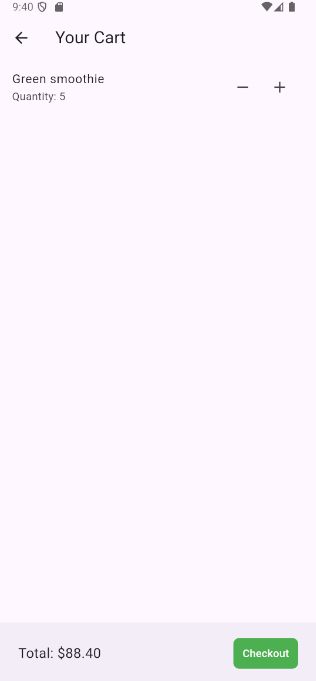 9:40
Your Cart
Green smoothie
Quantity: 5
Total: $88.40
Checkout